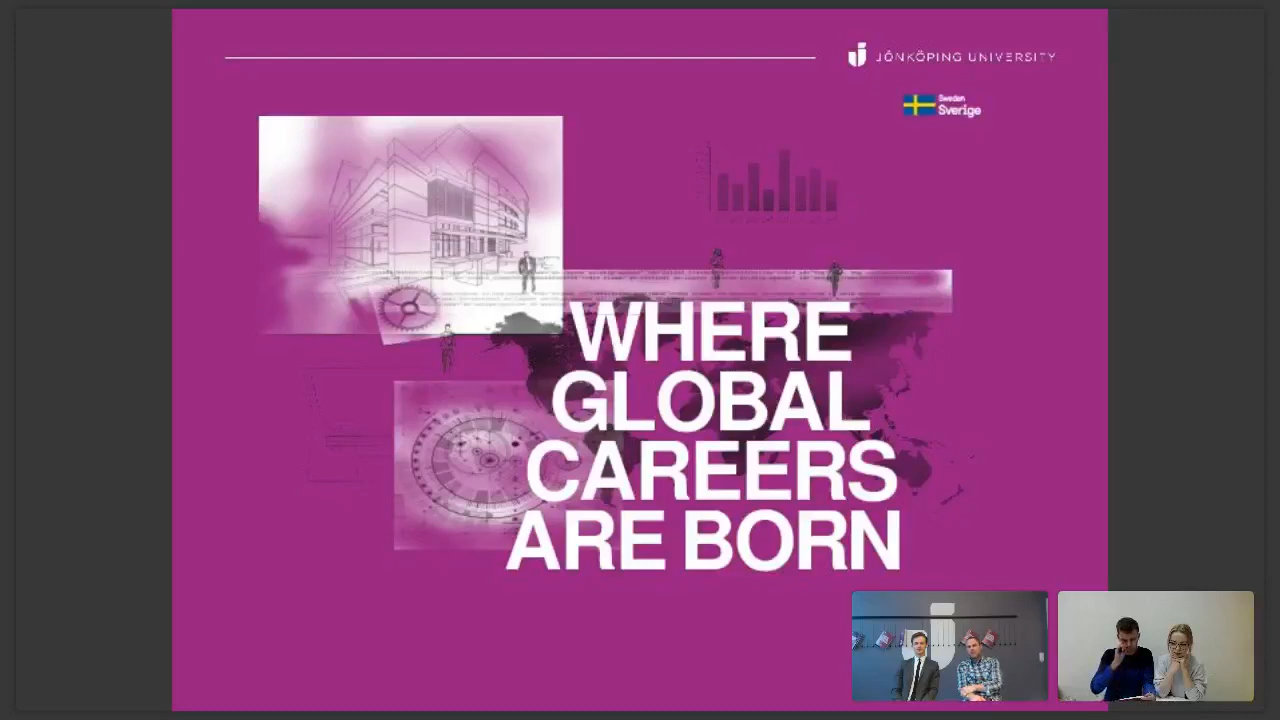 JÖNKÖPING UNIVERSITY
Sweden
Sverige
WHERE
GLOBAL
CAREERS
ARE BORN